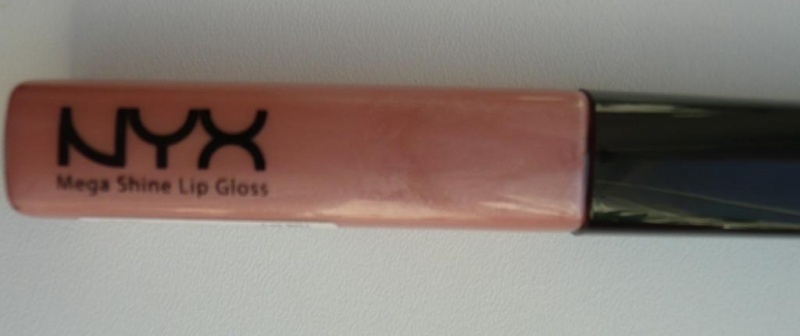 NYX
Mega Shine Lip Gloss